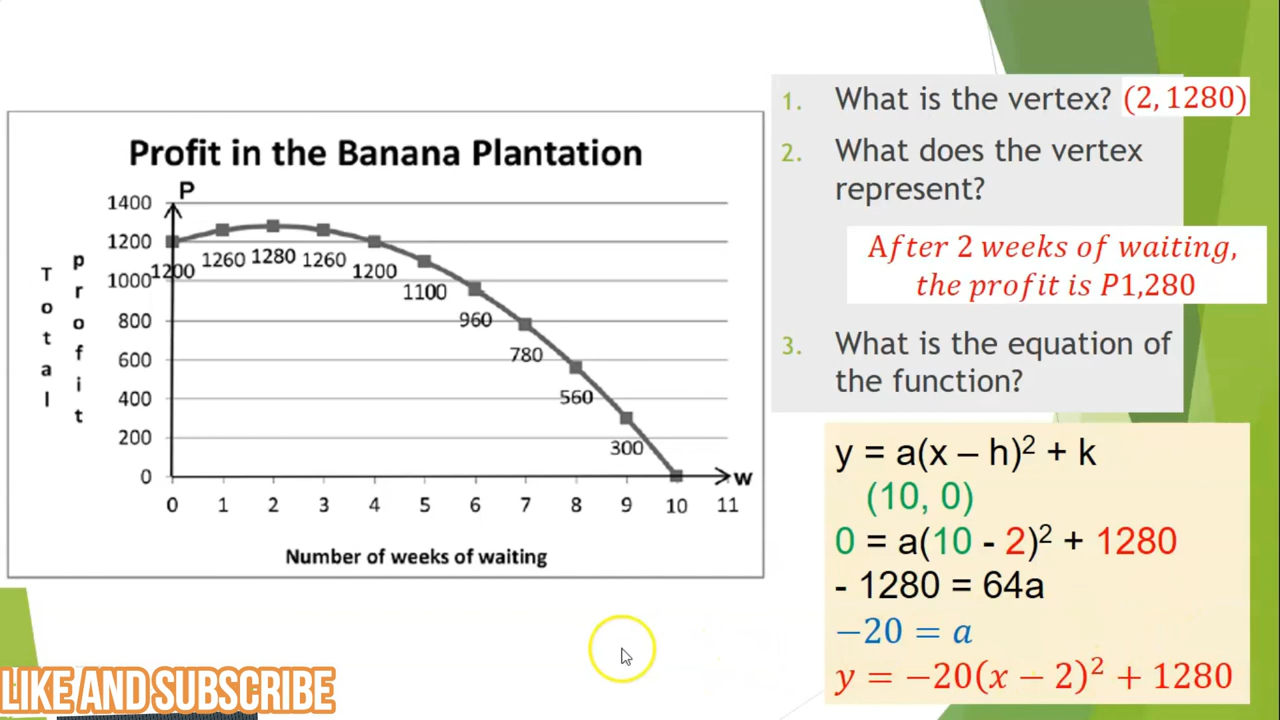 Profit in the Banana Plantation
P
1400
1200
1000
800
600
400
200
0
Total
profit
1200
1260
1280
1260
1200
1100
960
780
560
300
w
0 1 2 3 4 5 6 7 8 9 10 11
Number of weeks of waiting
1. What is the vertex? (2, 1280)
2. What does the vertex
represent?
After 2 weeks of waiting,
the profit is P1,280
3. What is the equation of
the function?
y = a(x – h)² + k
(10, 0)
0 = a(10 - 2)² + 1280
- 1280 = 64a
−20 = a
y = −20(x − 2)² + 1280
LIKE AND SUBSCRIBE